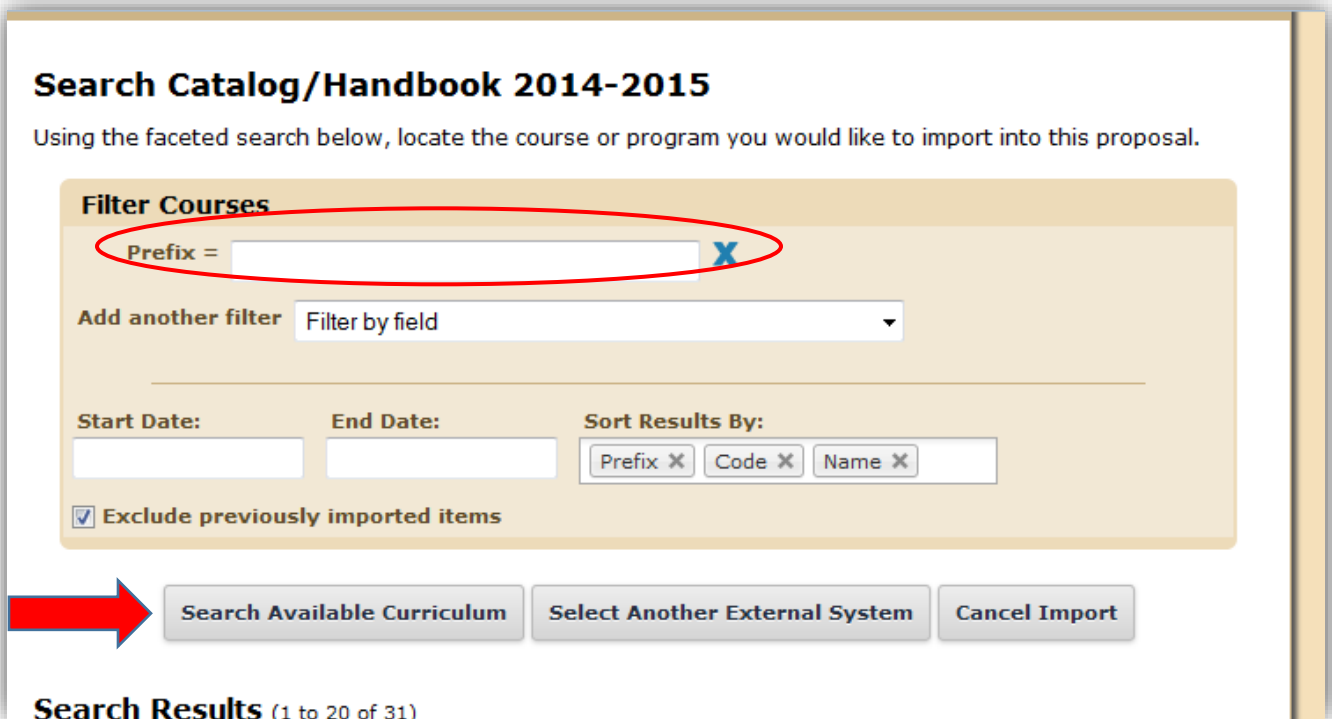 Search Catalog/Handbook 2014-2015
Using the faceted search below, locate the course or program you would like to import into this proposal.
Filter Courses
Prefix =
X
Add another filter Filter by field
Start Date: End Date: Sort Results By:
Prefix Code Name
Exclude previously imported items
Search Available Curriculum Select Another External System Cancel Import
Search Results (1 to 20 of 31)